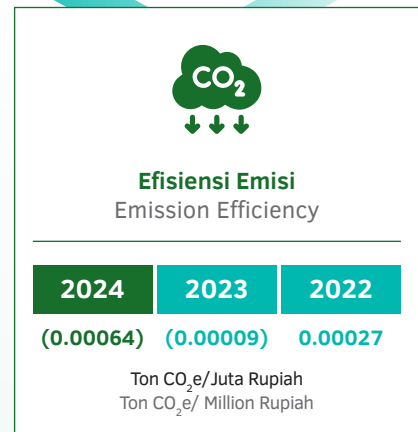 CO2
Efisiensi Emisi
Emission Efficiency
2024 2023 2022
(0.00064) (0.00009) 0.00027
Ton CO2e/Juta Rupiah
Ton CO2e/ Million Rupiah